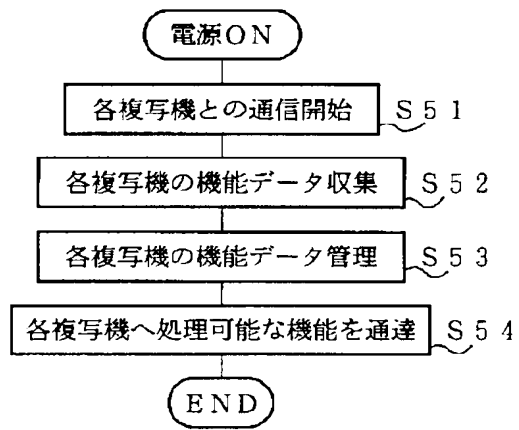 電源ON
各複写機との通信開始 S51
各複写機の機能データ収集 S52
各複写機の機能データ管理 S53
各複写機へ処理可能な機能を通達 S54
END